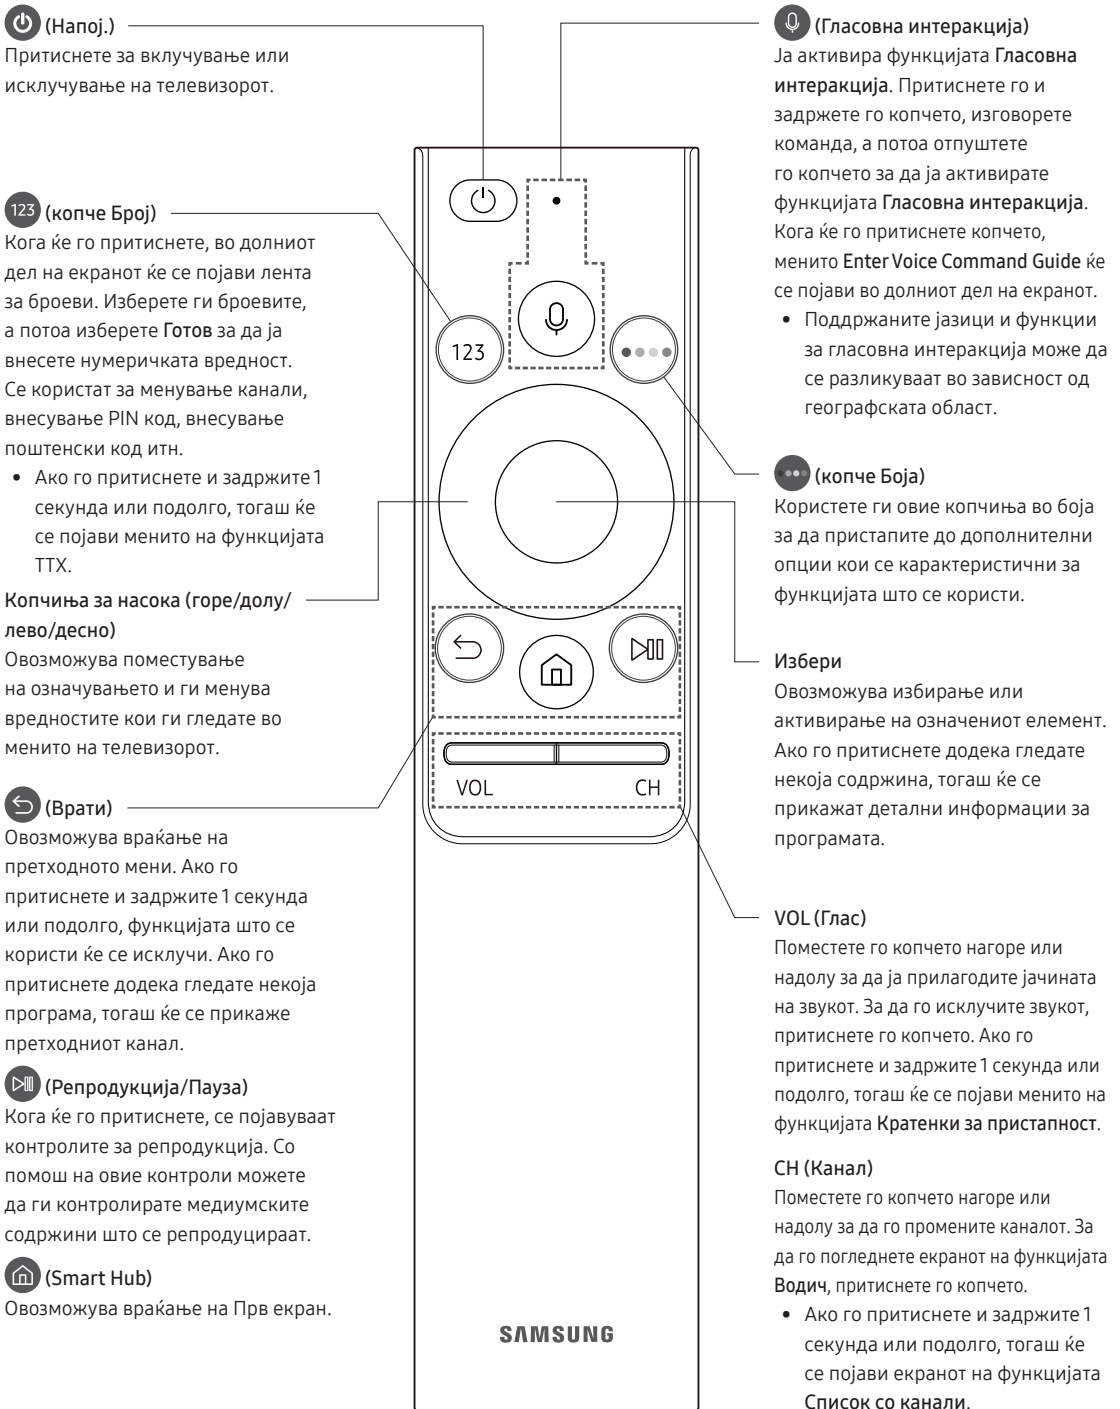 (Напој.)
Притиснете за вклучување или
исклучување на телевизорот.
123 (копче Број)
Кога ќе го притиснете, во долниот
дел на екранот ќе се појави лента
за броеви. Изберете ги броевите,
а потоа изберете Готов за да ја
внесете нумеричката вредност.
Се користат за менување канали,
внесување PIN код, внесување
поштенски код итн.
• Ако го притиснете и задржите 1
секунда или подолго, тогаш ќе
се појави менито на функцијата
TTX.
Копчиња за насока (горе/долу/
лево/десно)
Овозможува поместување
на означувањето и ги менува
вредностите кои ги гледате во
менито на телевизорот.
(Врати)
Овозможува враќање на
претходното мени. Ако го
притиснете и задржите 1 секунда
или подолго, функцијата што се
користи ќе се исклучи. Ако го
притиснете додека гледате некоја
програма, тогаш ќе се прикаже
претходниот канал.
(Репродукција/Пауза)
Кога ќе го притиснете, се појавуваат
контролите за репродукција. Со
помош на овие контроли можете
да ги контролирате медиумските
содржини што се репродуцираат.
(Smart Hub)
Овозможува враќање на Прв екран.
123
VOL
CH
SAMSUNG
(Гласовна интеракција)
Ја активира функцијата Гласовна
интеракција. Притиснете го и
задржете го копчето, изговорете
команда, а потоа отпуштете
го копчето за да ја активирате
функцијата Гласовна интеракција.
Кога ќе го притиснете копчето,
менито Enter Voice Command Guide ќе
се појави во долниот дел на екранот.
• Поддржаните јазици и функции
за гласовна интеракција може да
се разликуваат во зависност од
географската област.
(копче Боја)
Користете ги овие копчиња во боја
за да пристапите до дополнителни
опции кои се карактеристични за
функцијата што се користи.
Избери
Овозможува избирање или
активирање на означениот елемент.
Ако го притиснете додека гледате
некоја содржина, тогаш ќе се
прикажат детални информации за
програмата.
VOL (Глас)
Поместете го копчето нагоре или
надолу за да ја прилагодите јачината
на звукот. За да го исклучите звукот,
притиснете го копчето. Ако го
притиснете и задржите 1 секунда или
подолго, тогаш ќе се појави менито на
функцијата Кратенки за пристапност.
CH (Канал)
Поместете го копчето нагоре или
надолу за да го промените каналот. За
да го погледнете екранот на функцијата
Водич, притиснете го копчето.
• Ако го притиснете и задржите 1
секунда или подолго, тогаш ќе
се појави екранот на функцијата
Список со канали.